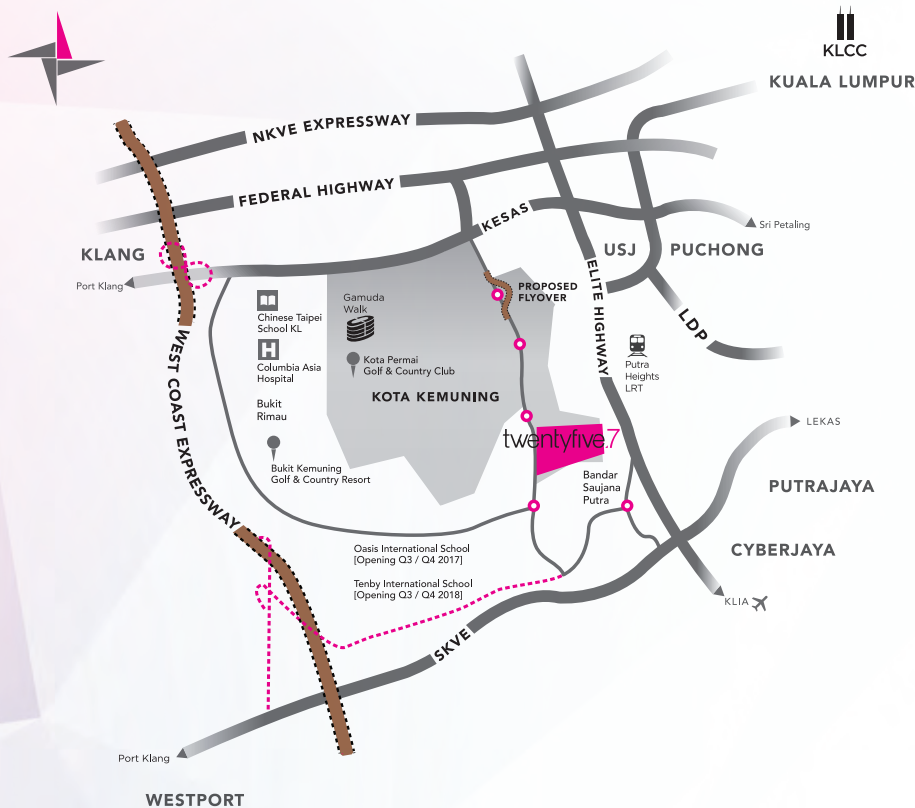 KLCC
KUALA LUMPUR
NKVE EXPRESSWAY
FEDERAL HIGHWAY
KESAS
Sri Petaling
KLANG
USJ
PUCHONG
Port Klang
ELITE HIGHWAY
PROPOSED
FLYOVER
Chinese Taipei
School KL
Gamuda
Walk
LDP
H
Columbia Asia
Hospital
Kota Permai
Golf & Country Club
Putra
Heights
LRT
WEST COAST EXPRESSWAY
KOTA KEMUNING
Bukit
Rimau
LEKAS
twentyfive.7
Bukit Kemuning
Golf & Country Resort
Bandar
Saujana
Putra
PUTRAJAYA
Oasis International School
[Opening Q3 / Q4 2017]
CYBERJAYA
Tenby International School
[Opening Q3 / Q4 2018]
KLIA
SKVE
Port Klang
WESTPORT